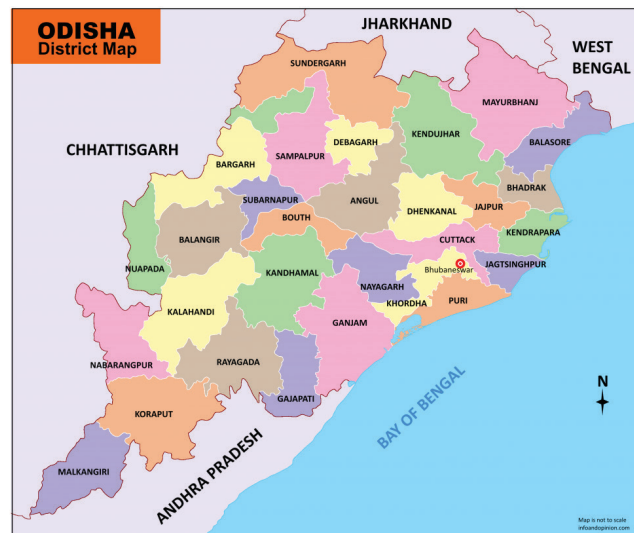 ODISHA
District Map
JHARKHAND
WEST
BENGAL
CHHATTISGARH
SUNDERGARH
MAYURBHANJ
KENDUJHAR
DEBAGARH
BALASORE
SAMPALPUR
BARGARH
BHADRAK
SUBARNAPUR
ANGUL
DHENKANAL
JAJPUR
BOUTH
KENDRAPARA
BALANGIR
CUTTACK
NUAPADA
KANDHAMAL
Bhubaneswar
JAGTSINGHPUR
NAYAGARH
PURI
KHORDHA
KALAHANDI
GANJAM
NABARANGPUR
RAYAGADA
GAJAPATI
KORAPUT
MALKANGIRI
ANDHRA PRADESH
BAY OF BENGAL
N
Map is not to scale
infoandopinion.com